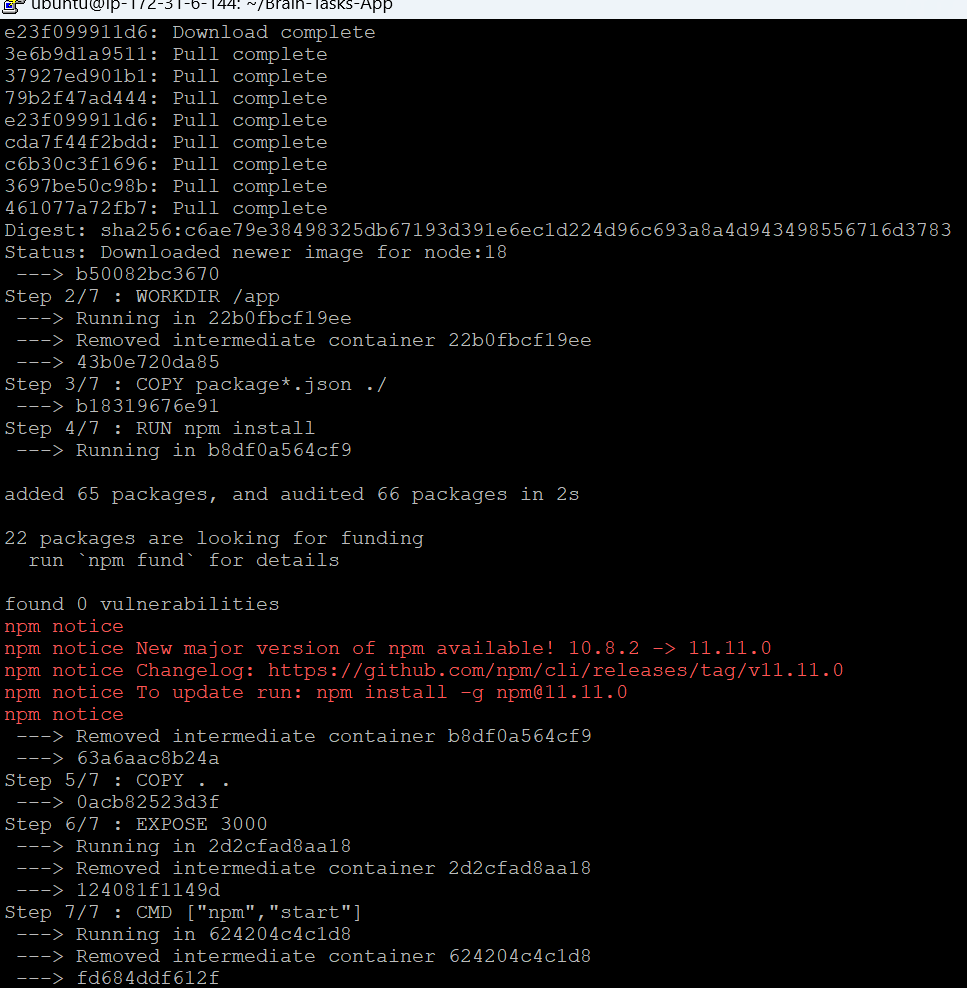 ubuntu@ip-172-31-6-144: ~/Brain-Tasks-App
e23f099911d6: Download complete
3e6b9d1a9511: Pull complete
37927ed901b1: Pull complete
79b2f47ad444: Pull complete
e23f099911d6: Pull complete
cda7f44f2bdd: Pull complete
c6b30c3f1696: Pull complete
3697be50c98b: Pull complete
461077a72fb7: Pull complete
Digest: sha256:c6ae79e38498325db67193d391e6ec1d224d96c693a8a4d943498556716d3783
Status: Downloaded newer image for node:18
 ---> b50082bc3670
Step 2/7 : WORKDIR /app
 ---> Running in 22b0fbcf19ee
 ---> Removed intermediate container 22b0fbcf19ee
 ---> 43b0e720da85
Step 3/7 : COPY package*.json ./
 ---> b18319676e91
Step 4/7 : RUN npm install
 ---> Running in b8df0a564cf9
added 65 packages, and audited 66 packages in 2s
22 packages are looking for funding
  run `npm fund` for details
found 0 vulnerabilities
npm notice
npm notice New major version of npm available! 10.8.2 -> 11.11.0
npm notice Changelog: https://github.com/npm/cli/releases/tag/v11.11.0
npm notice To update run: npm install -g npm@11.11.0
npm notice
 ---> Removed intermediate container b8df0a564cf9
 ---> 63a6aac8b24a
Step 5/7 : COPY . .
 ---> 0acb82523d3f
Step 6/7 : EXPOSE 3000
 ---> Running in 2d2cfad8aa18
 ---> Removed intermediate container 2d2cfad8aa18
 ---> 124081f1149d
Step 7/7 : CMD ["npm","start"]
 ---> Running in 624204c4c1d8
 ---> Removed intermediate container 624204c4c1d8
 ---> fd684ddf612f